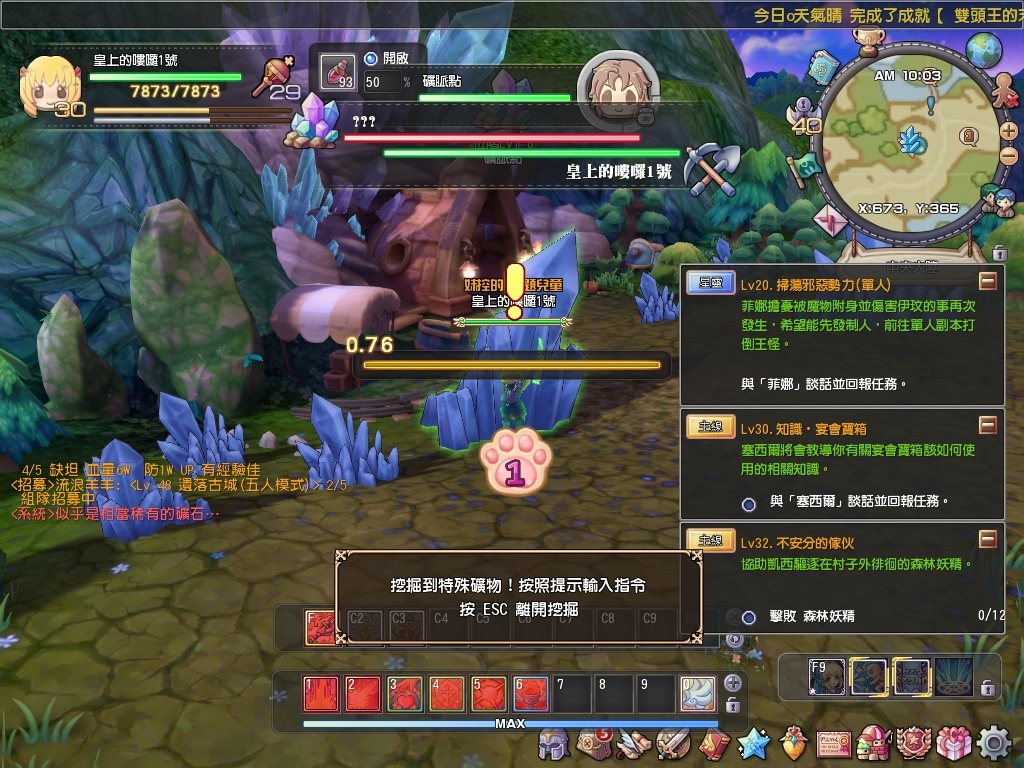 今日o天氣晴 完成了成就【 雙頭王的
皇上的嘍囉1號
7873/7873
30
29
93
開啟
50 %
礦脈點
???
礦脈點
皇上的嘍囉1號
AM 10:03
40
X:673, Y:365
中央大陸
皇上的嘍囉1號
0.76
1
星靈 Lv20. 掃蕩邪惡勢力(單人)
菲娜擔憂被魔物附身並傷害伊玟的事再次
發生，希望能先發制人，前往單人副本打
倒王怪。
與「菲娜」談話並回報任務。
主線 Lv30. 知識・宴會寶箱
塞西爾將會教導你有關宴會寶箱該如何使
用的相關知識。
與「塞西爾」談話並回報任務。
主線 Lv32. 不安分的傢伙
協助凱西驅逐在村子外徘徊的森林妖精。
擊敗 森林妖精 0/12
4/5 缺坦 血量6W 防1W UP 有經驗佳
<招募>流浪羊羊: <Lv 48 遺落古城(五人模式)> 2/5
組隊招募中
<系統>似乎是相當稀有的礦石…
挖掘到特殊礦物！按照提示輸入指令
按 ESC 離開挖掘
C2 C3 C4 C5 C6 C7 C8 C9
1 2 3 4 5 6 7 8 9
F9
MAX